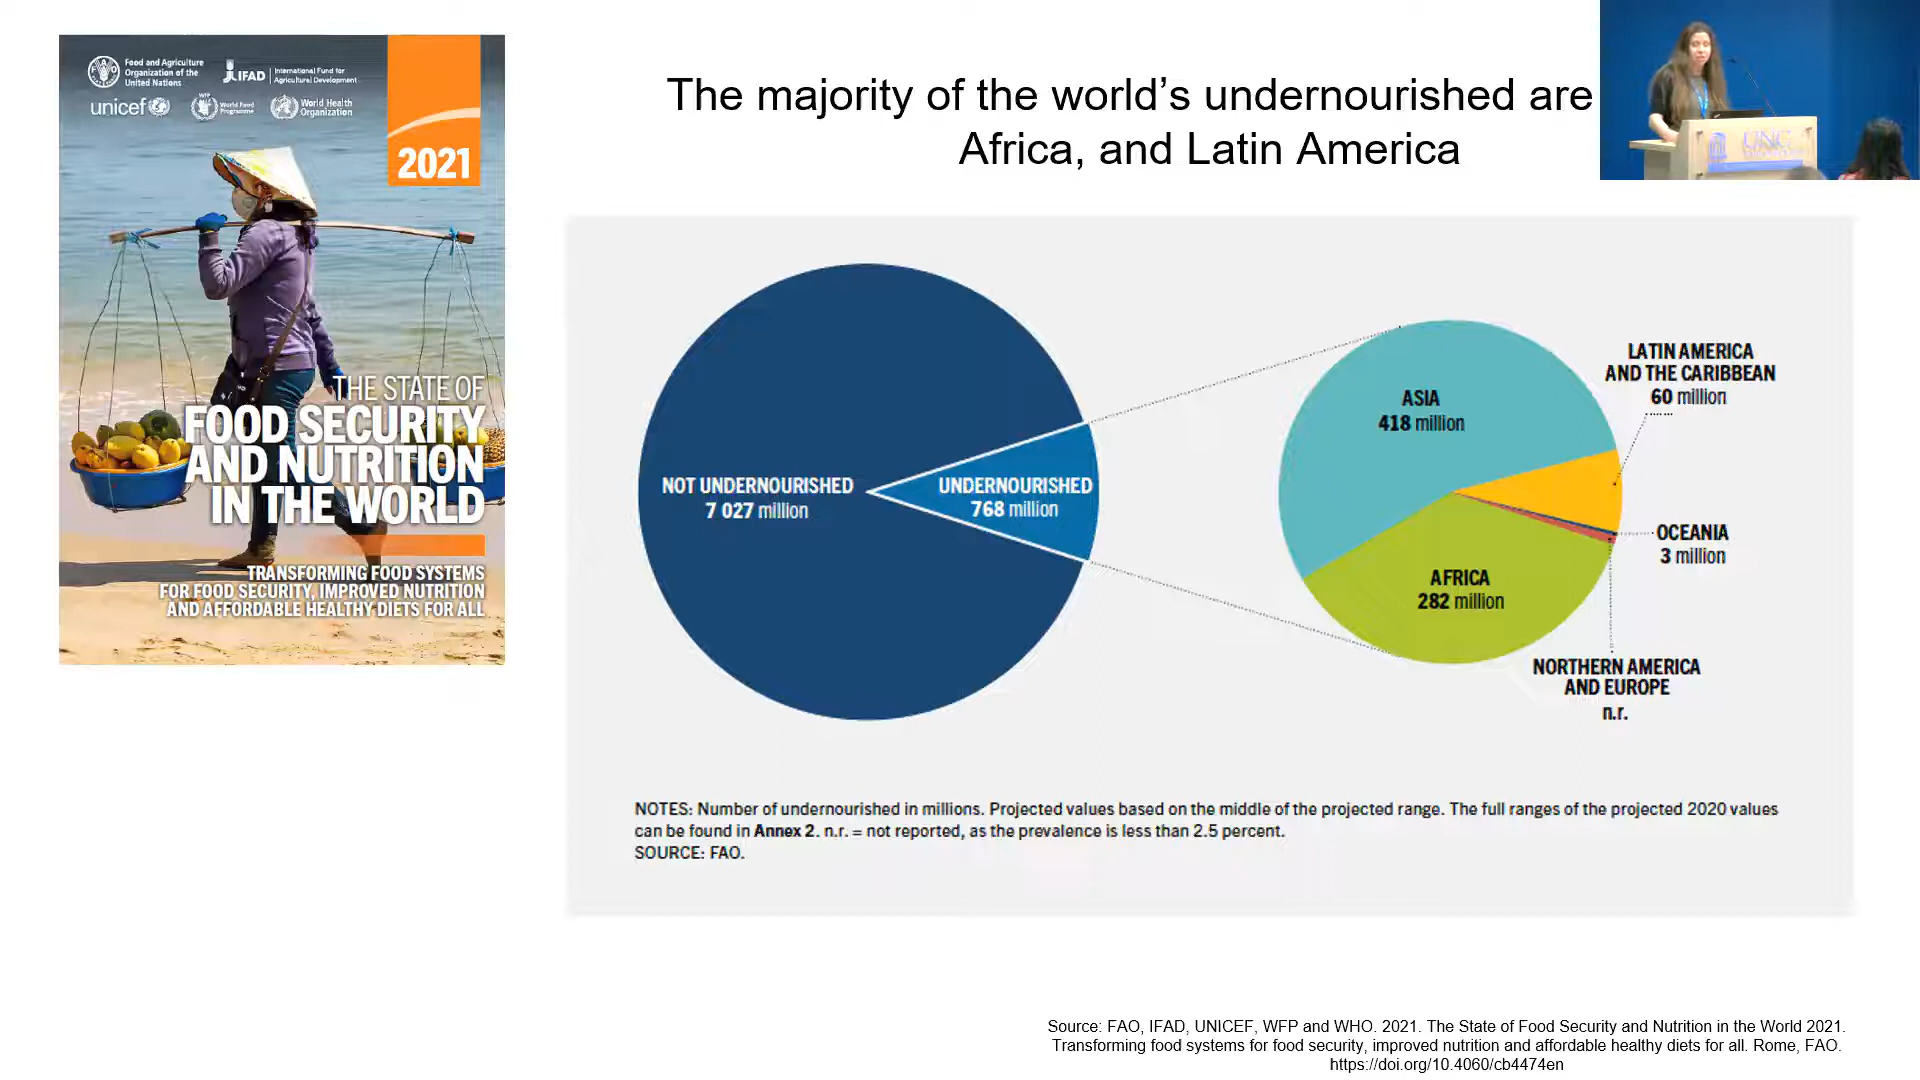 Food and Agriculture
Organization of the
United Nations
IFAD
International Fund for
Agricultural Development
unicef
WFP
World Food
Programme
World Health
Organization
2021
THE STATE OF
FOOD SECURITY
AND NUTRITION
IN THE WORLD
TRANSFORMING FOOD SYSTEMS
FOR FOOD SECURITY, IMPROVED NUTRITION
AND AFFORDABLE HEALTHY DIETS FOR ALL
The majority of the world’s undernourished are
Africa, and Latin America
UNC
NOT UNDERNOURISHED
7 027 million
UNDERNOURISHED
768 million
ASIA
418 million
LATIN AMERICA
AND THE CARIBBEAN
60 million
OCEANIA
3 million
AFRICA
282 million
NORTHERN AMERICA
AND EUROPE
n.r.
NOTES: Number of undernourished in millions. Projected values based on the middle of the projected range. The full ranges of the projected 2020 values
can be found in Annex 2. n.r. = not reported, as the prevalence is less than 2.5 percent.
SOURCE: FAO.
Source: FAO, IFAD, UNICEF, WFP and WHO. 2021. The State of Food Security and Nutrition in the World 2021.
Transforming food systems for food security, improved nutrition and affordable healthy diets for all. Rome, FAO.
https://doi.org/10.4060/cb4474en